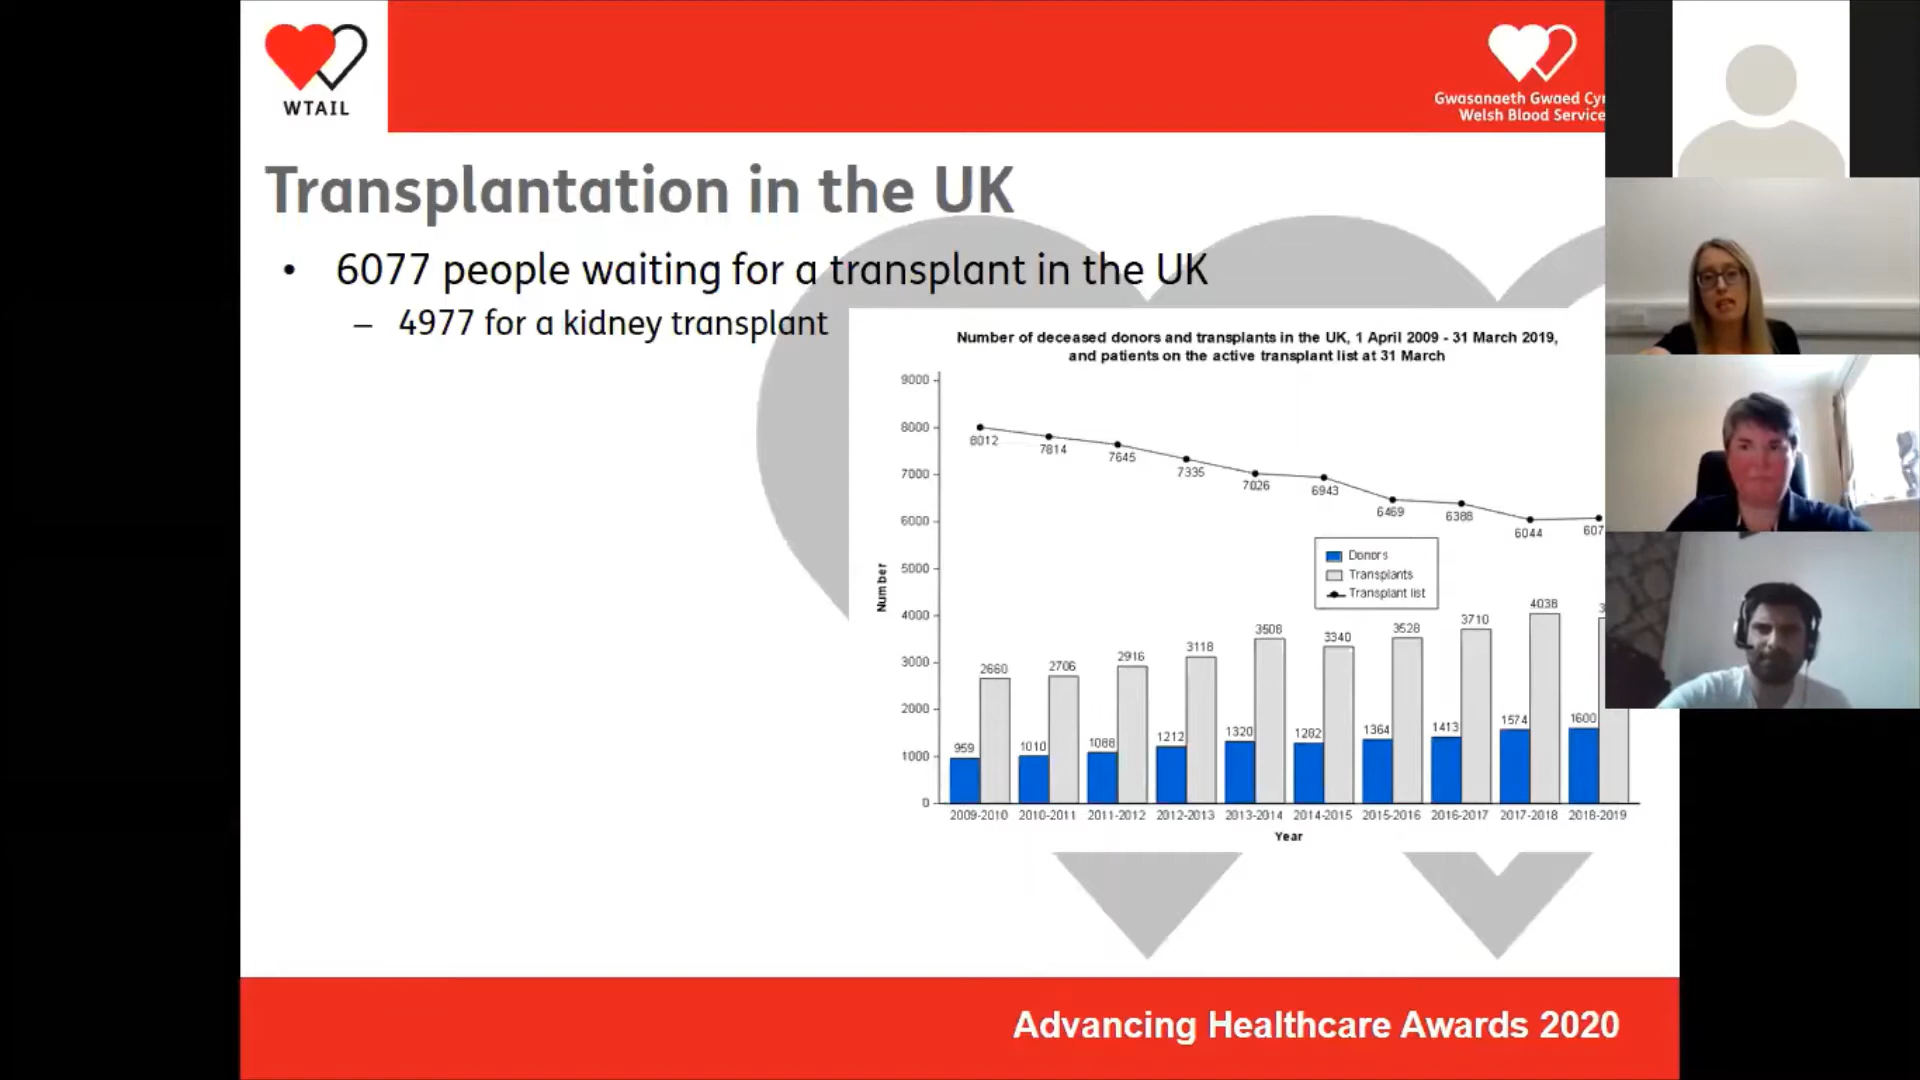 WTAIL
Gwasanaeth Gwaed Cy
Welsh Blood Service
Transplantation in the UK
• 6077 people waiting for a transplant in the UK
– 4977 for a kidney transplant
Number of deceased donors and transplants in the UK, 1 April 2009 - 31 March 2019,
and patients on the active transplant list at 31 March
9000
8000
7000
6000
5000
4000
3000
2000
1000
0
Number
8012
7814
7645
7335
7026
6943
6469
6388
6044
607
Donors
Transplants
Transplant list
2660
2706
2916
3118
3508
3340
3528
3710
4038
3
959
1010
1088
1212
1320
1282
1364
1413
1574
1600
2009-2010 2010-2011 2011-2012 2012-2013 2013-2014 2014-2015 2015-2016 2016-2017 2017-2018 2018-2019
Year
Advancing Healthcare Awards 2020